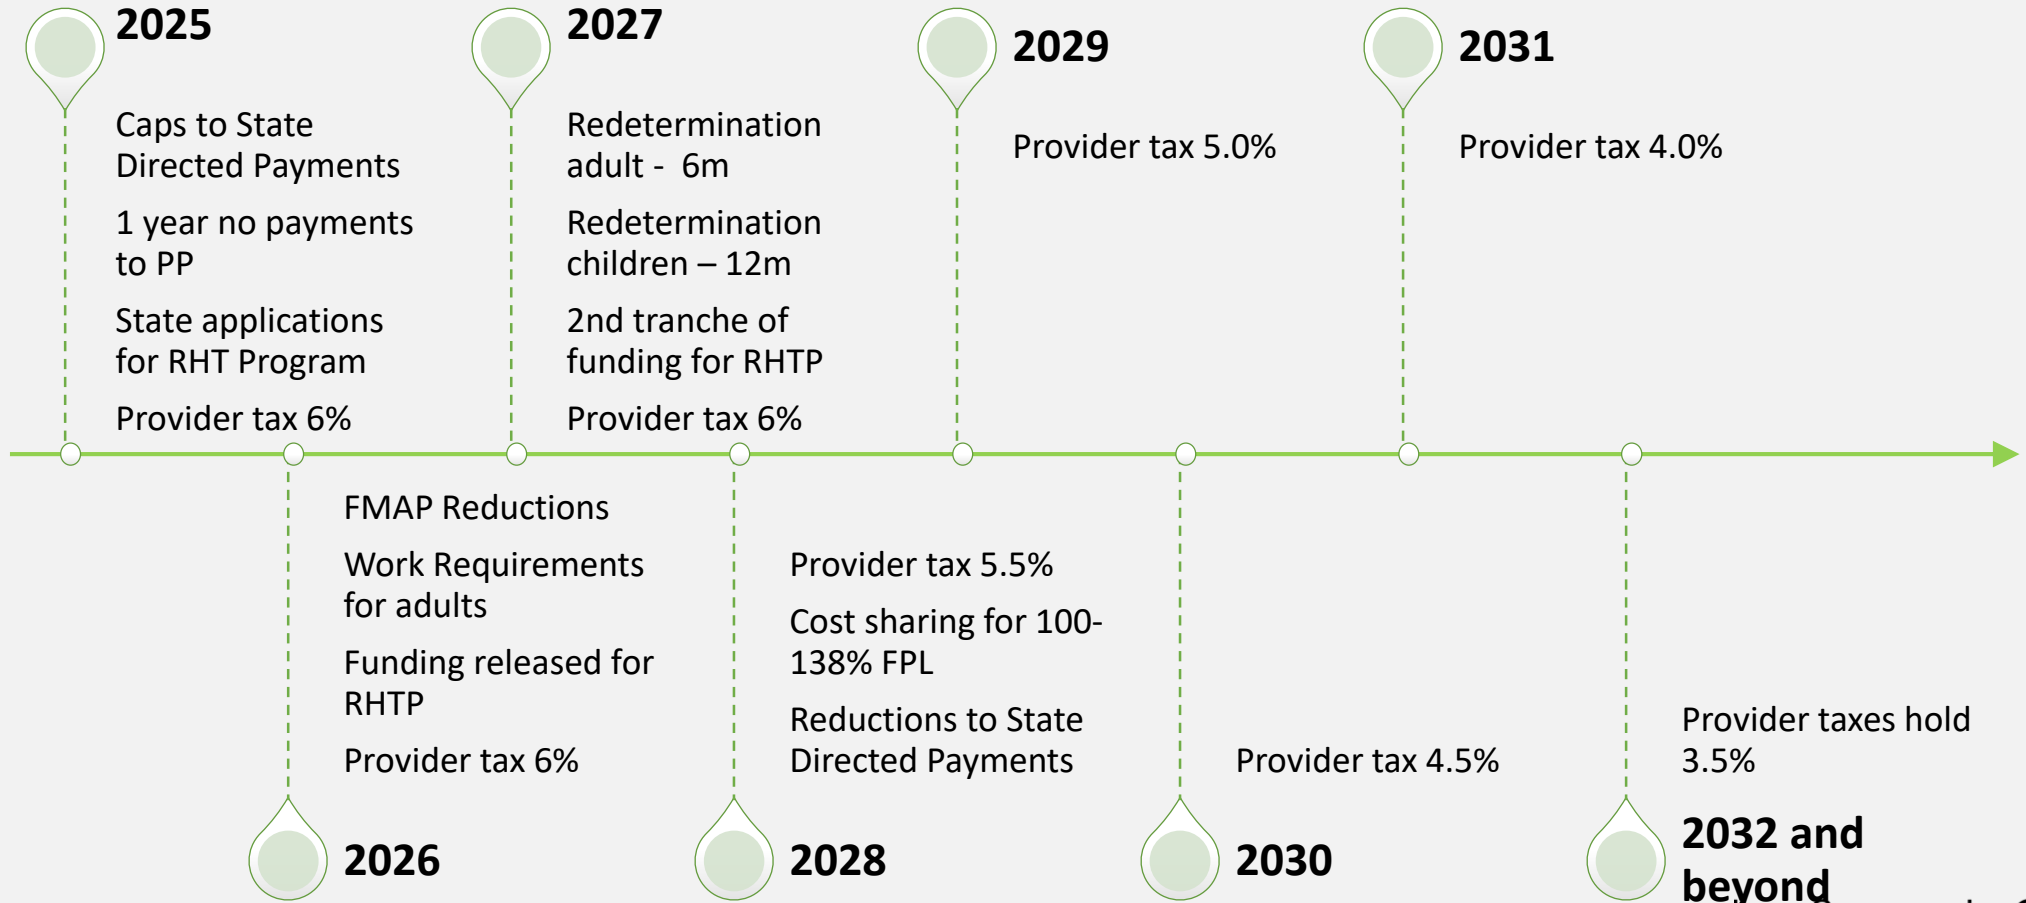 2025
Caps to State
Directed Payments
1 year no payments
to PP
State applications
for RHT Program
Provider tax 6%
2027
Redetermination
adult - 6m
Redetermination
children – 12m
2nd tranche of
funding for RHTP
Provider tax 6%
2029
Provider tax 5.0%
2031
Provider tax 4.0%
FMAP Reductions
Work Requirements
for adults
Funding released for
RHTP
Provider tax 6%
2026
Provider tax 5.5%
Cost sharing for 100-
138% FPL
Reductions to State
Directed Payments
2028
Provider tax 4.5%
2030
Provider taxes hold
3.5%
2032 and
beyond